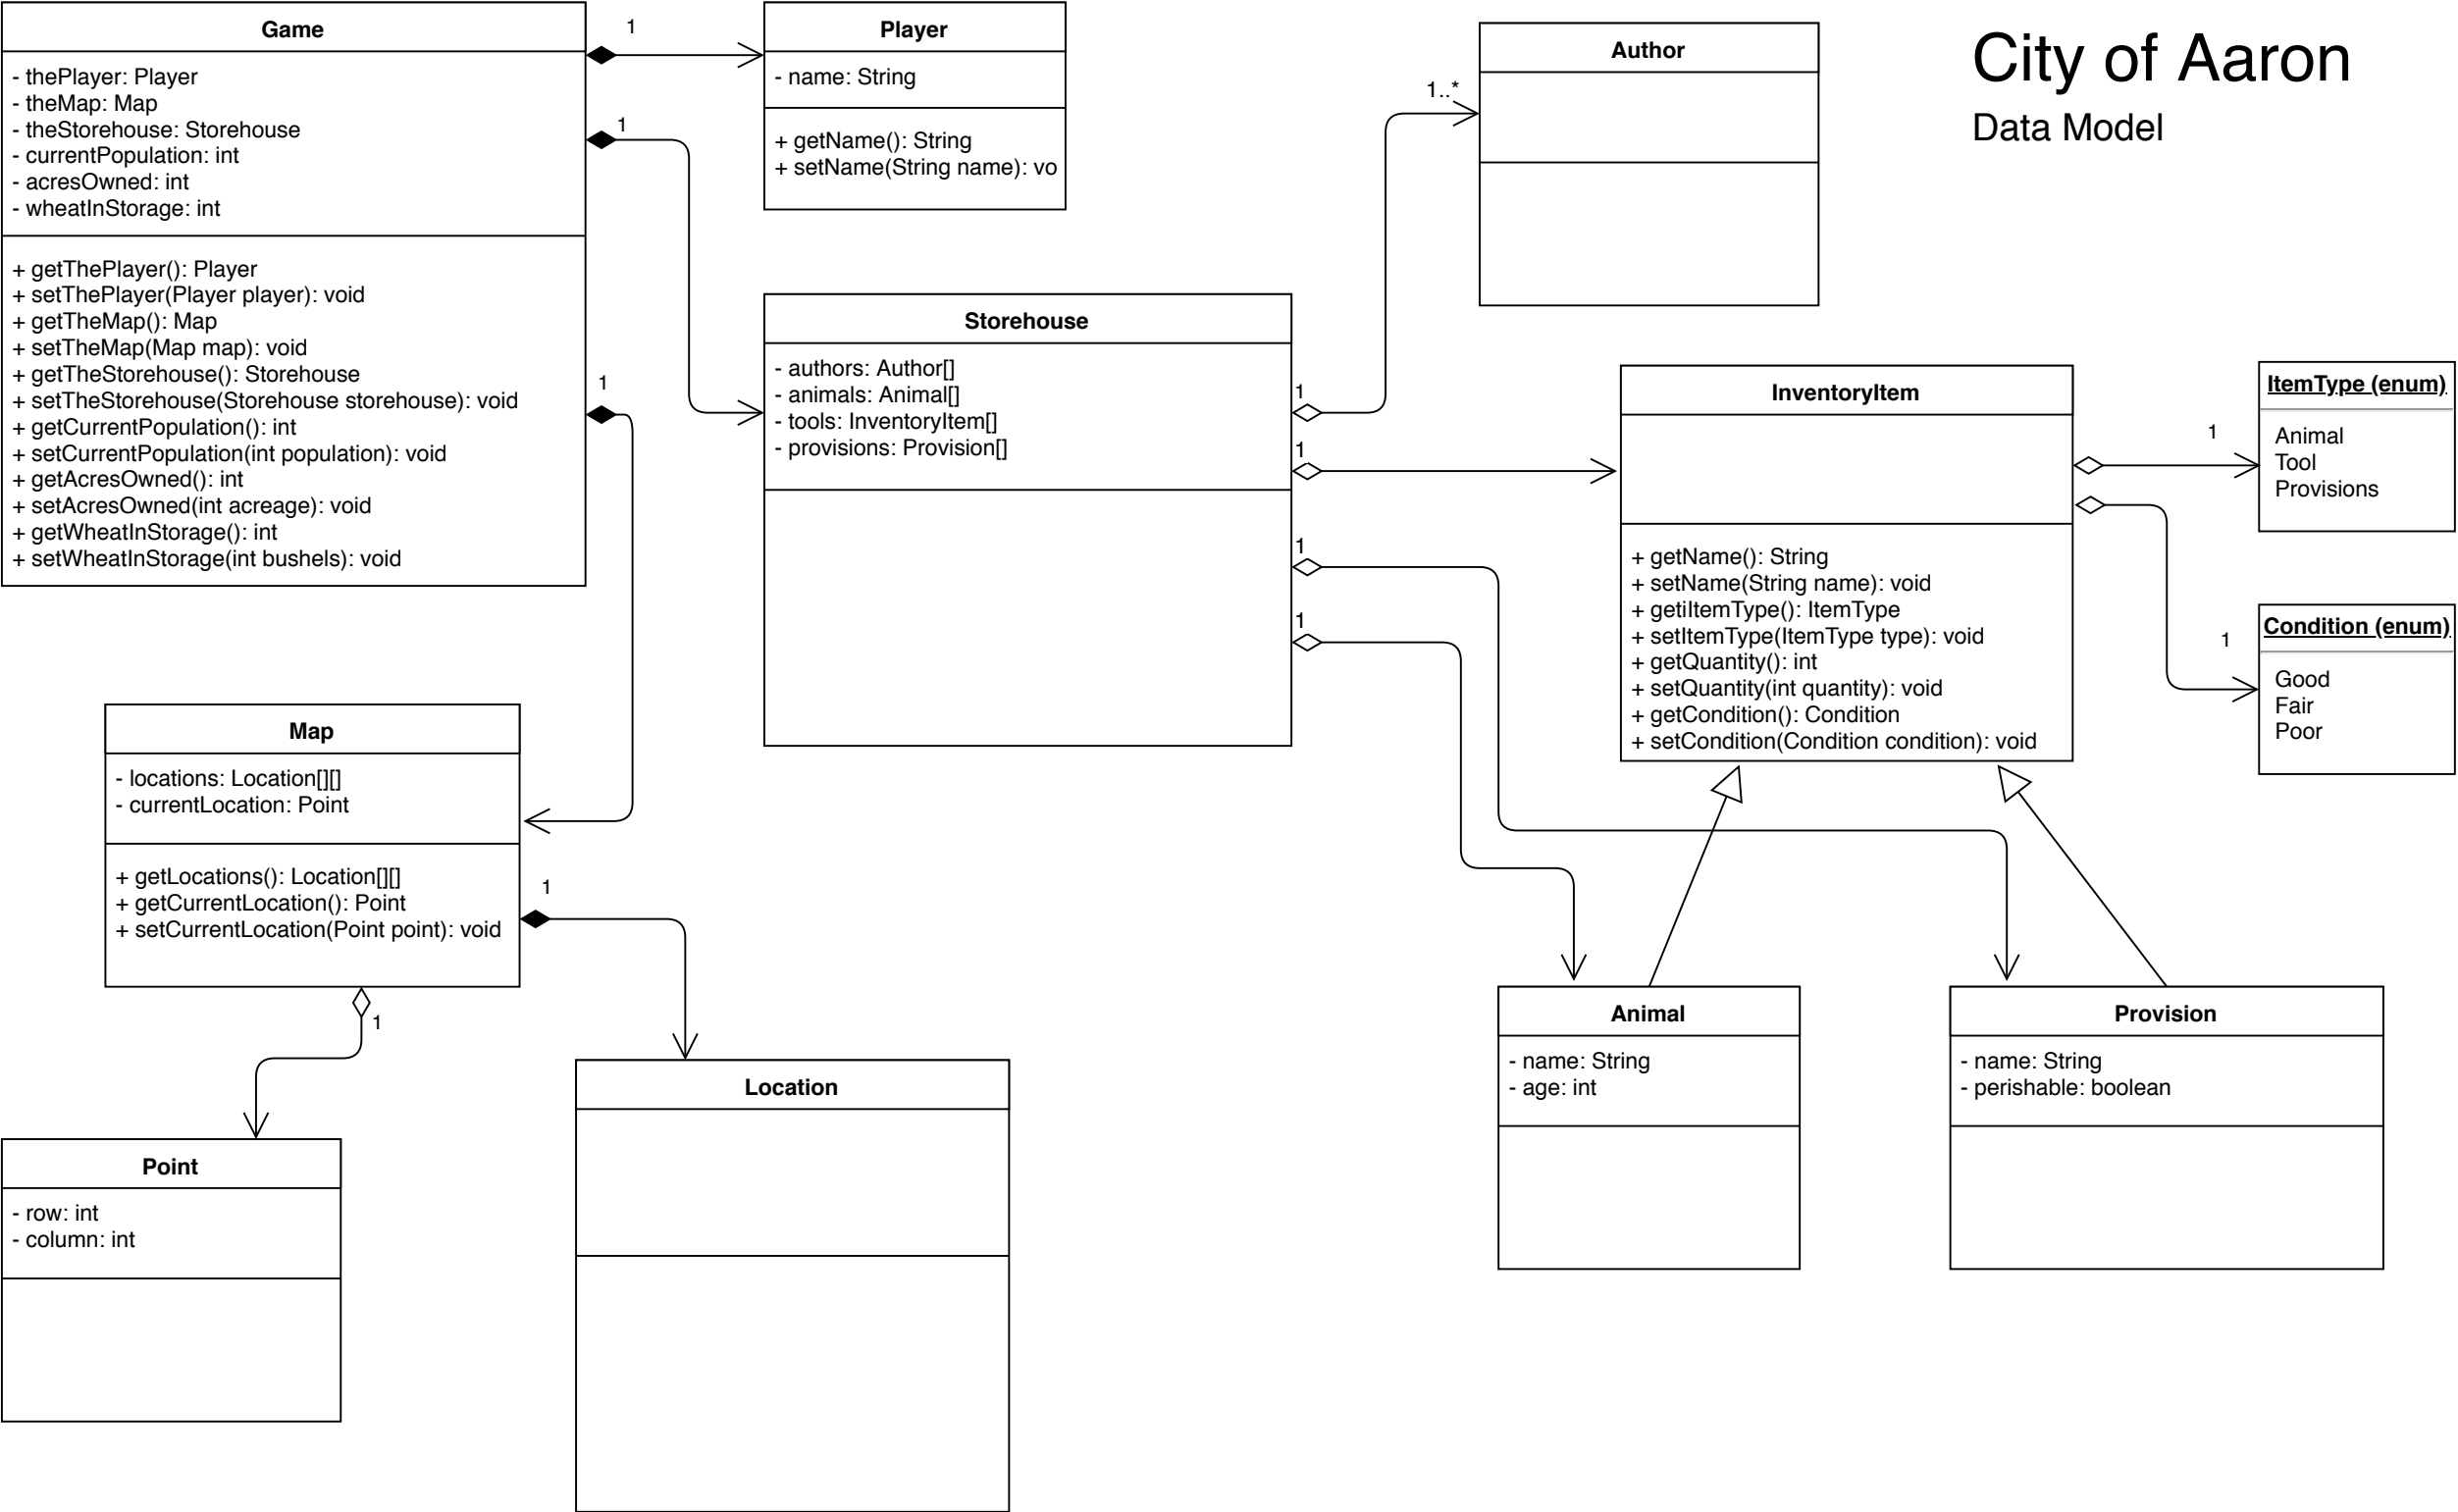 City of Aaron
Data Model
Game
- thePlayer: Player
- theMap: Map
- theStorehouse: Storehouse
- currentPopulation: int
- acresOwned: int
- wheatInStorage: int
+ getThePlayer(): Player
+ setThePlayer(Player player): void
+ getTheMap(): Map
+ setTheMap(Map map): void
+ getTheStorehouse(): Storehouse
+ setTheStorehouse(Storehouse storehouse): void
+ getCurrentPopulation(): int
+ setCurrentPopulation(int population): void
+ getAcresOwned(): int
+ setAcresOwned(int acreage): void
+ getWheatInStorage(): int
+ setWheatInStorage(int bushels): void
1
1
1
Player
- name: String
+ getName(): String
+ setName(String name): vo
Storehouse
- authors: Author[]
- animals: Animal[]
- tools: InventoryItem[]
- provisions: Provision[]
1
1
1
1
1..*
Author
InventoryItem
+ getName(): String
+ setName(String name): void
+ getiItemType(): ItemType
+ setItemType(ItemType type): void
+ getQuantity(): int
+ setQuantity(int quantity): void
+ getCondition(): Condition
+ setCondition(Condition condition): void
1
1
ItemType (enum)
Animal
Tool
Provisions
Condition (enum)
Good
Fair
Poor
Map
- locations: Location[][]
- currentLocation: Point
+ getLocations(): Location[][]
+ getCurrentLocation(): Point
+ setCurrentLocation(Point point): void
1
1
Point
- row: int
- column: int
Location
Animal
- name: String
- age: int
Provision
- name: String
- perishable: boolean